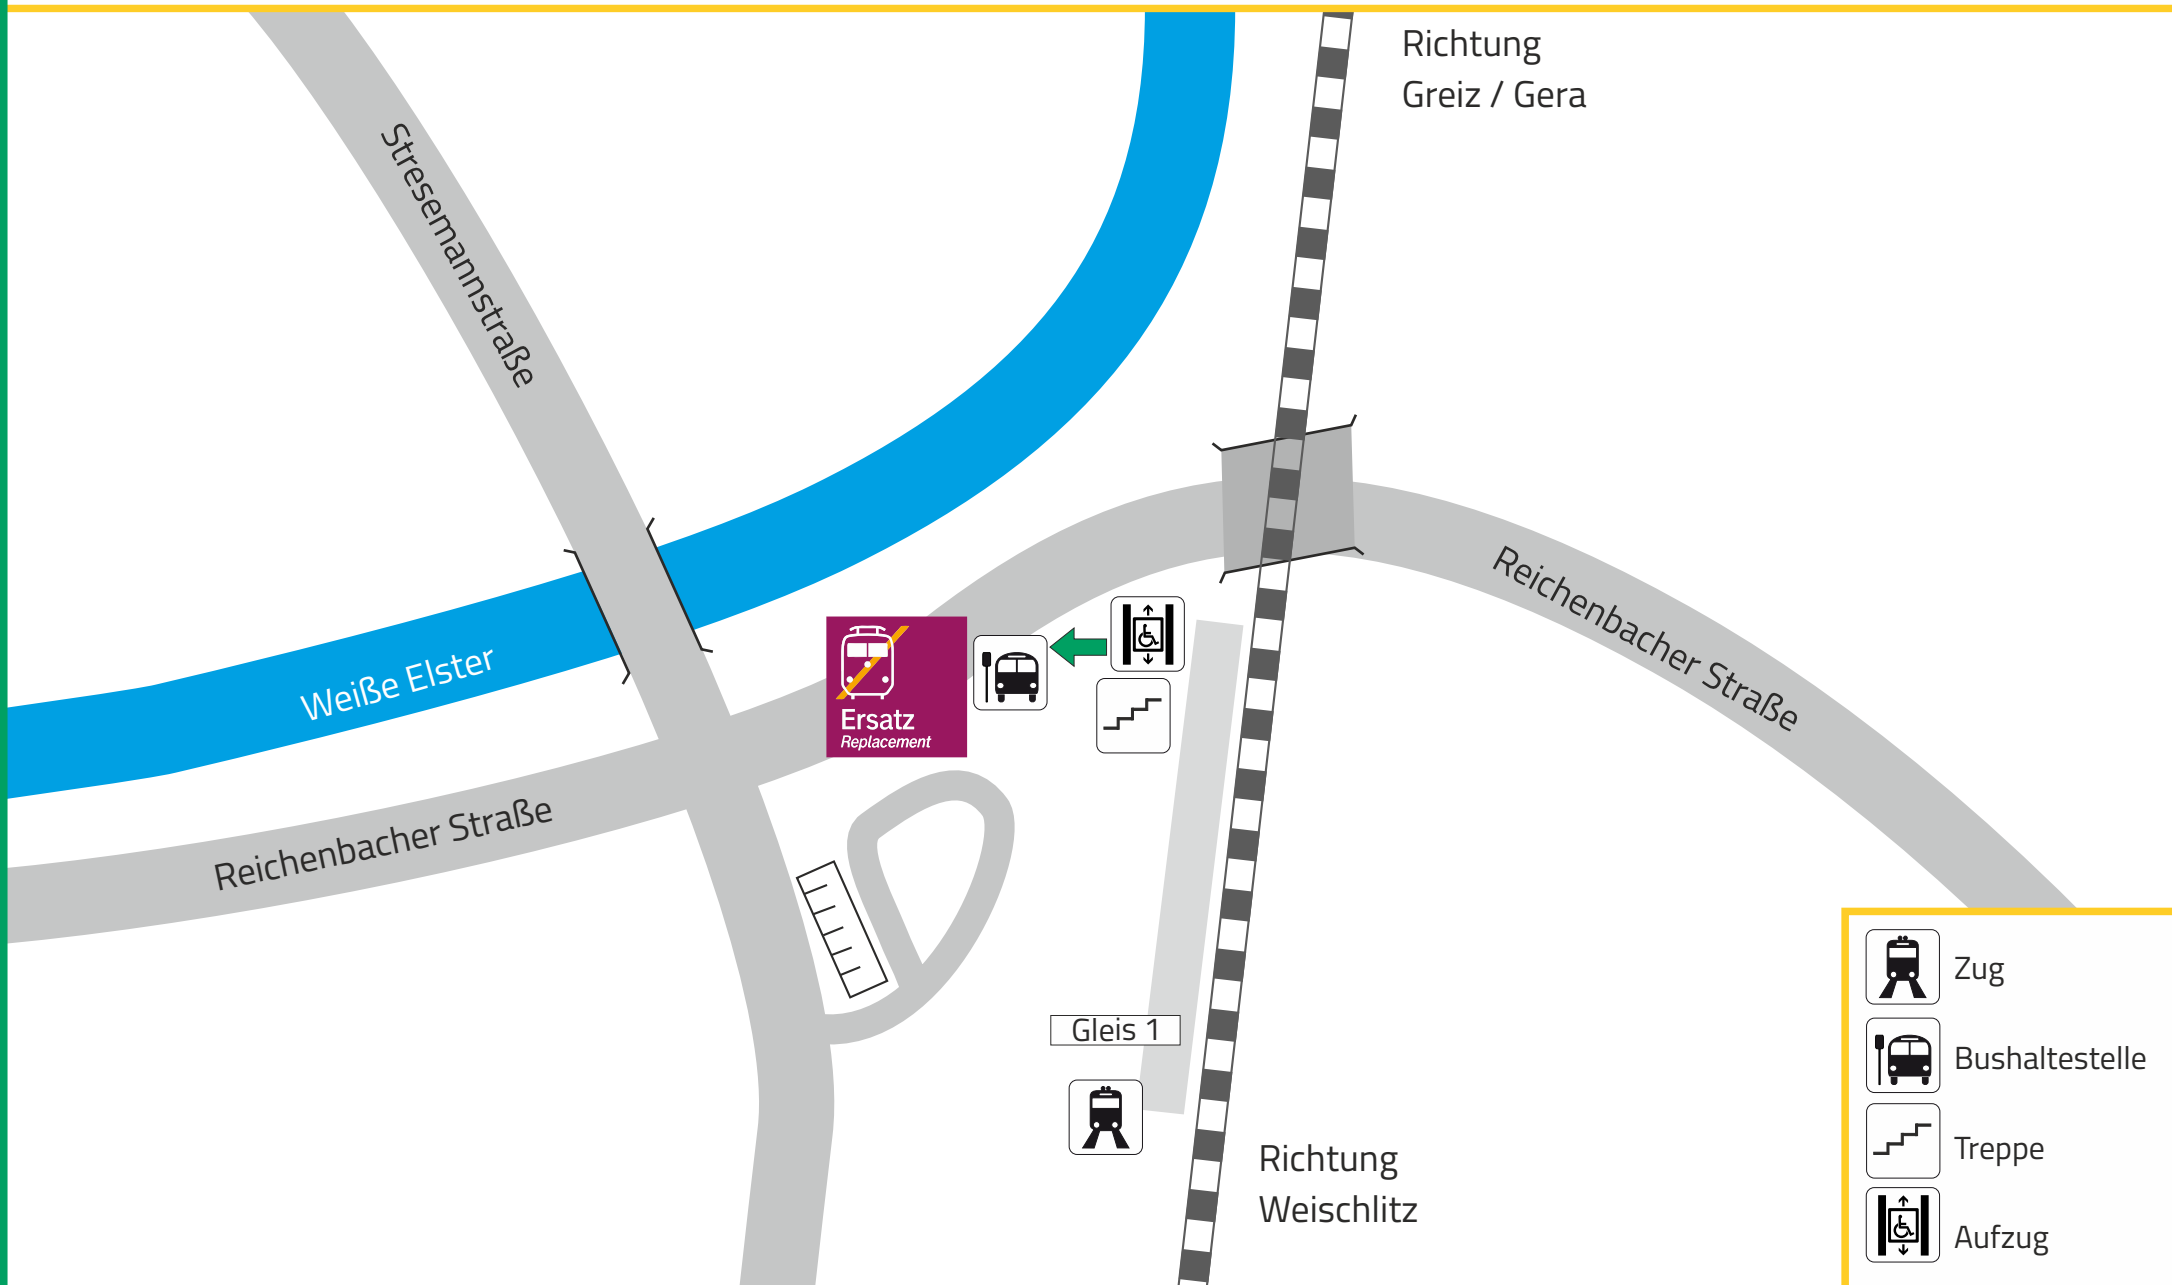 Richtung
Greiz / Gera
Stresemannstraße
Reichenbacher Straße
Weiße Elster
Ersatz
Replacement
Reichenbacher Straße
Gleis 1
Richtung
Weischlitz
Zug
Bushaltestelle
Treppe
Aufzug